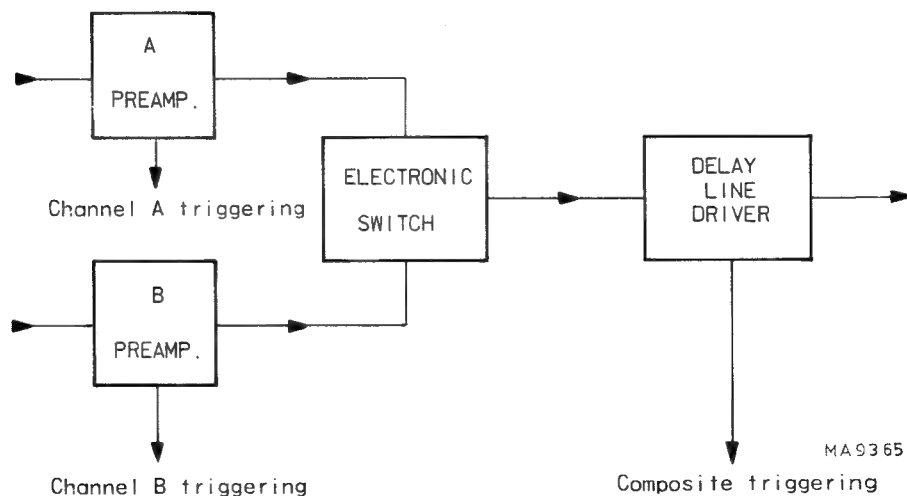 A
PREAMP.
Channel A triggering
ELECTRONIC
SWITCH
DELAY
LINE
DRIVER
B
PREAMP.
Channel B triggering
MA9365
Composite triggering